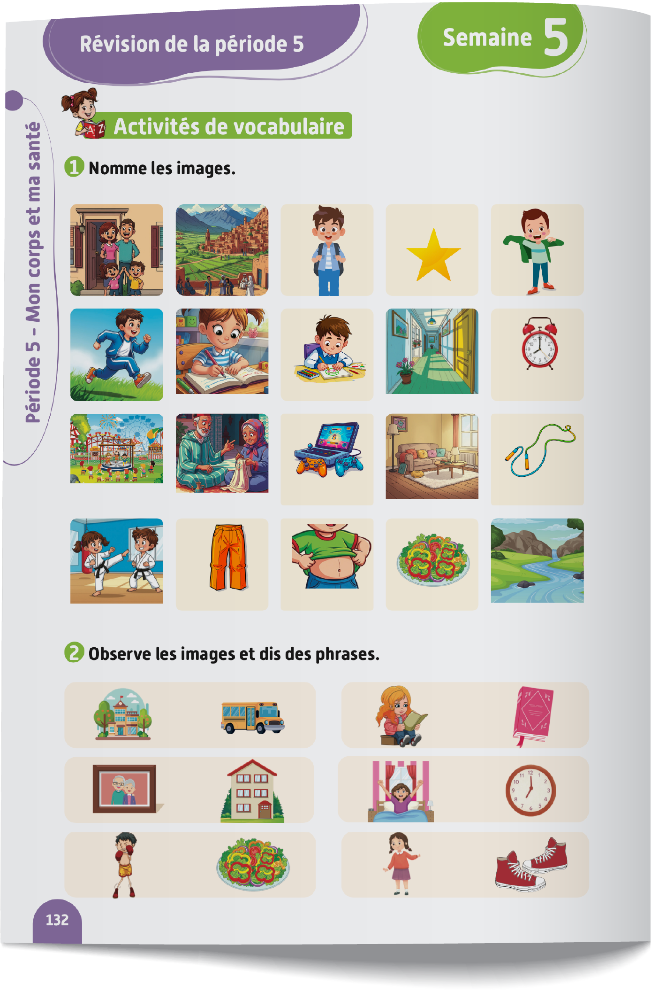 Révision de la période 5
Semaine 5
Période 5 – Mon corps et ma santé
A Z
Activités de vocabulaire
1 Nomme les images.
2 Observe les images et dis des phrases.
132